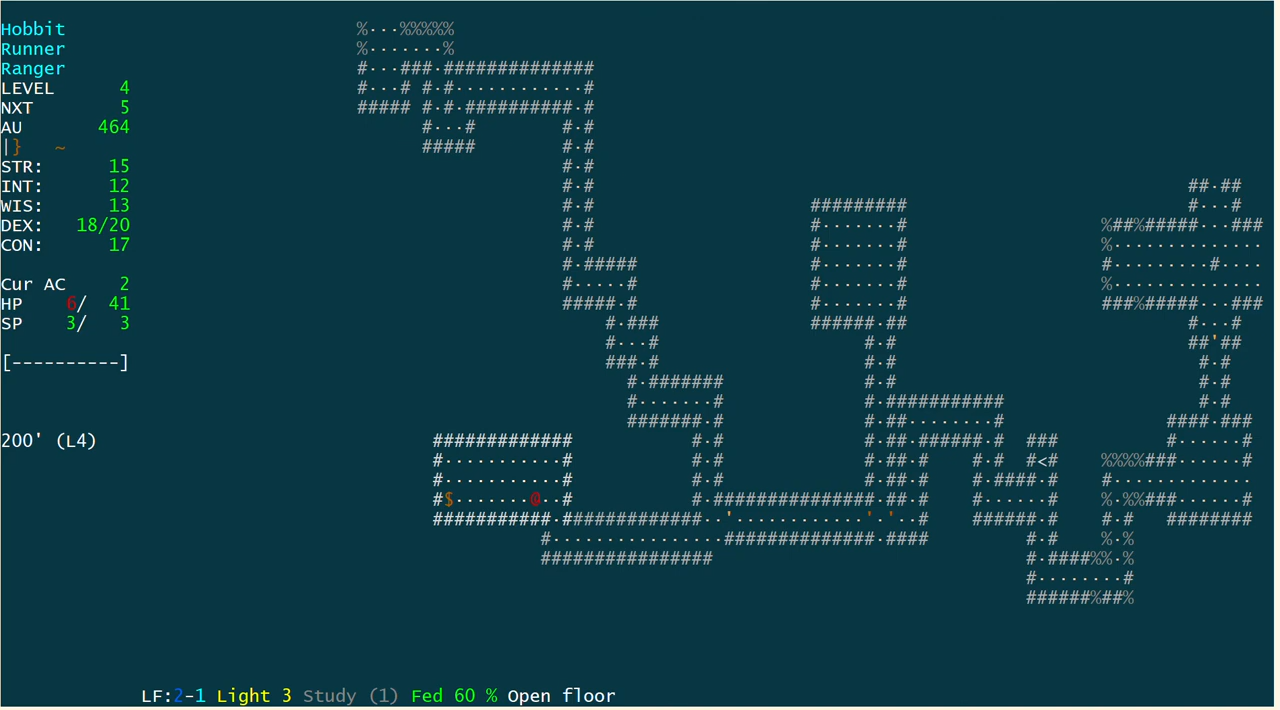 Hobbit
Runner
Ranger
LEVEL 4
NXT 5
AU 464
|} ~
STR: 15
INT: 12
WIS: 13
DEX: 18/20
CON: 17
Cur AC 2
HP 6/ 41
SP 3/ 3
[----------]
200' (L4)
LF:2-1 Light 3 Study (1) Fed 60 % Open floor